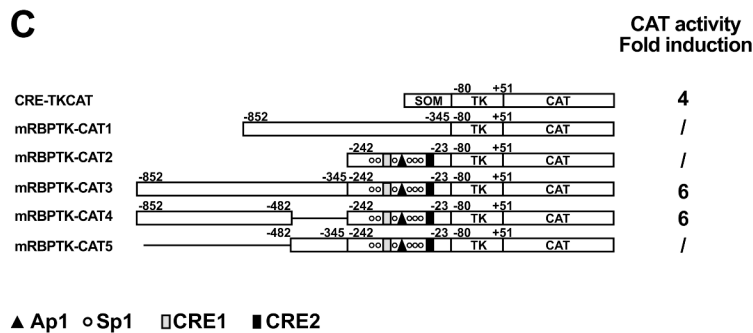 C
CAT activity
Fold induction
-80 +51
CRE-TKCAT SOM TK CAT 4
-852 -345 -80 +51
mRBPTK-CAT1 TK CAT /
-242 -23 -80 +51
mRBPTK-CAT2 TK CAT /
-852 -345 -242 -23 -80 +51
mRBPTK-CAT3 TK CAT 6
-852 -482 -242 -23 -80 +51
mRBPTK-CAT4 TK CAT 6
-482 -345 -242 -23 -80 +51
mRBPTK-CAT5 TK CAT /
Ap1 Sp1 CRE1 CRE2